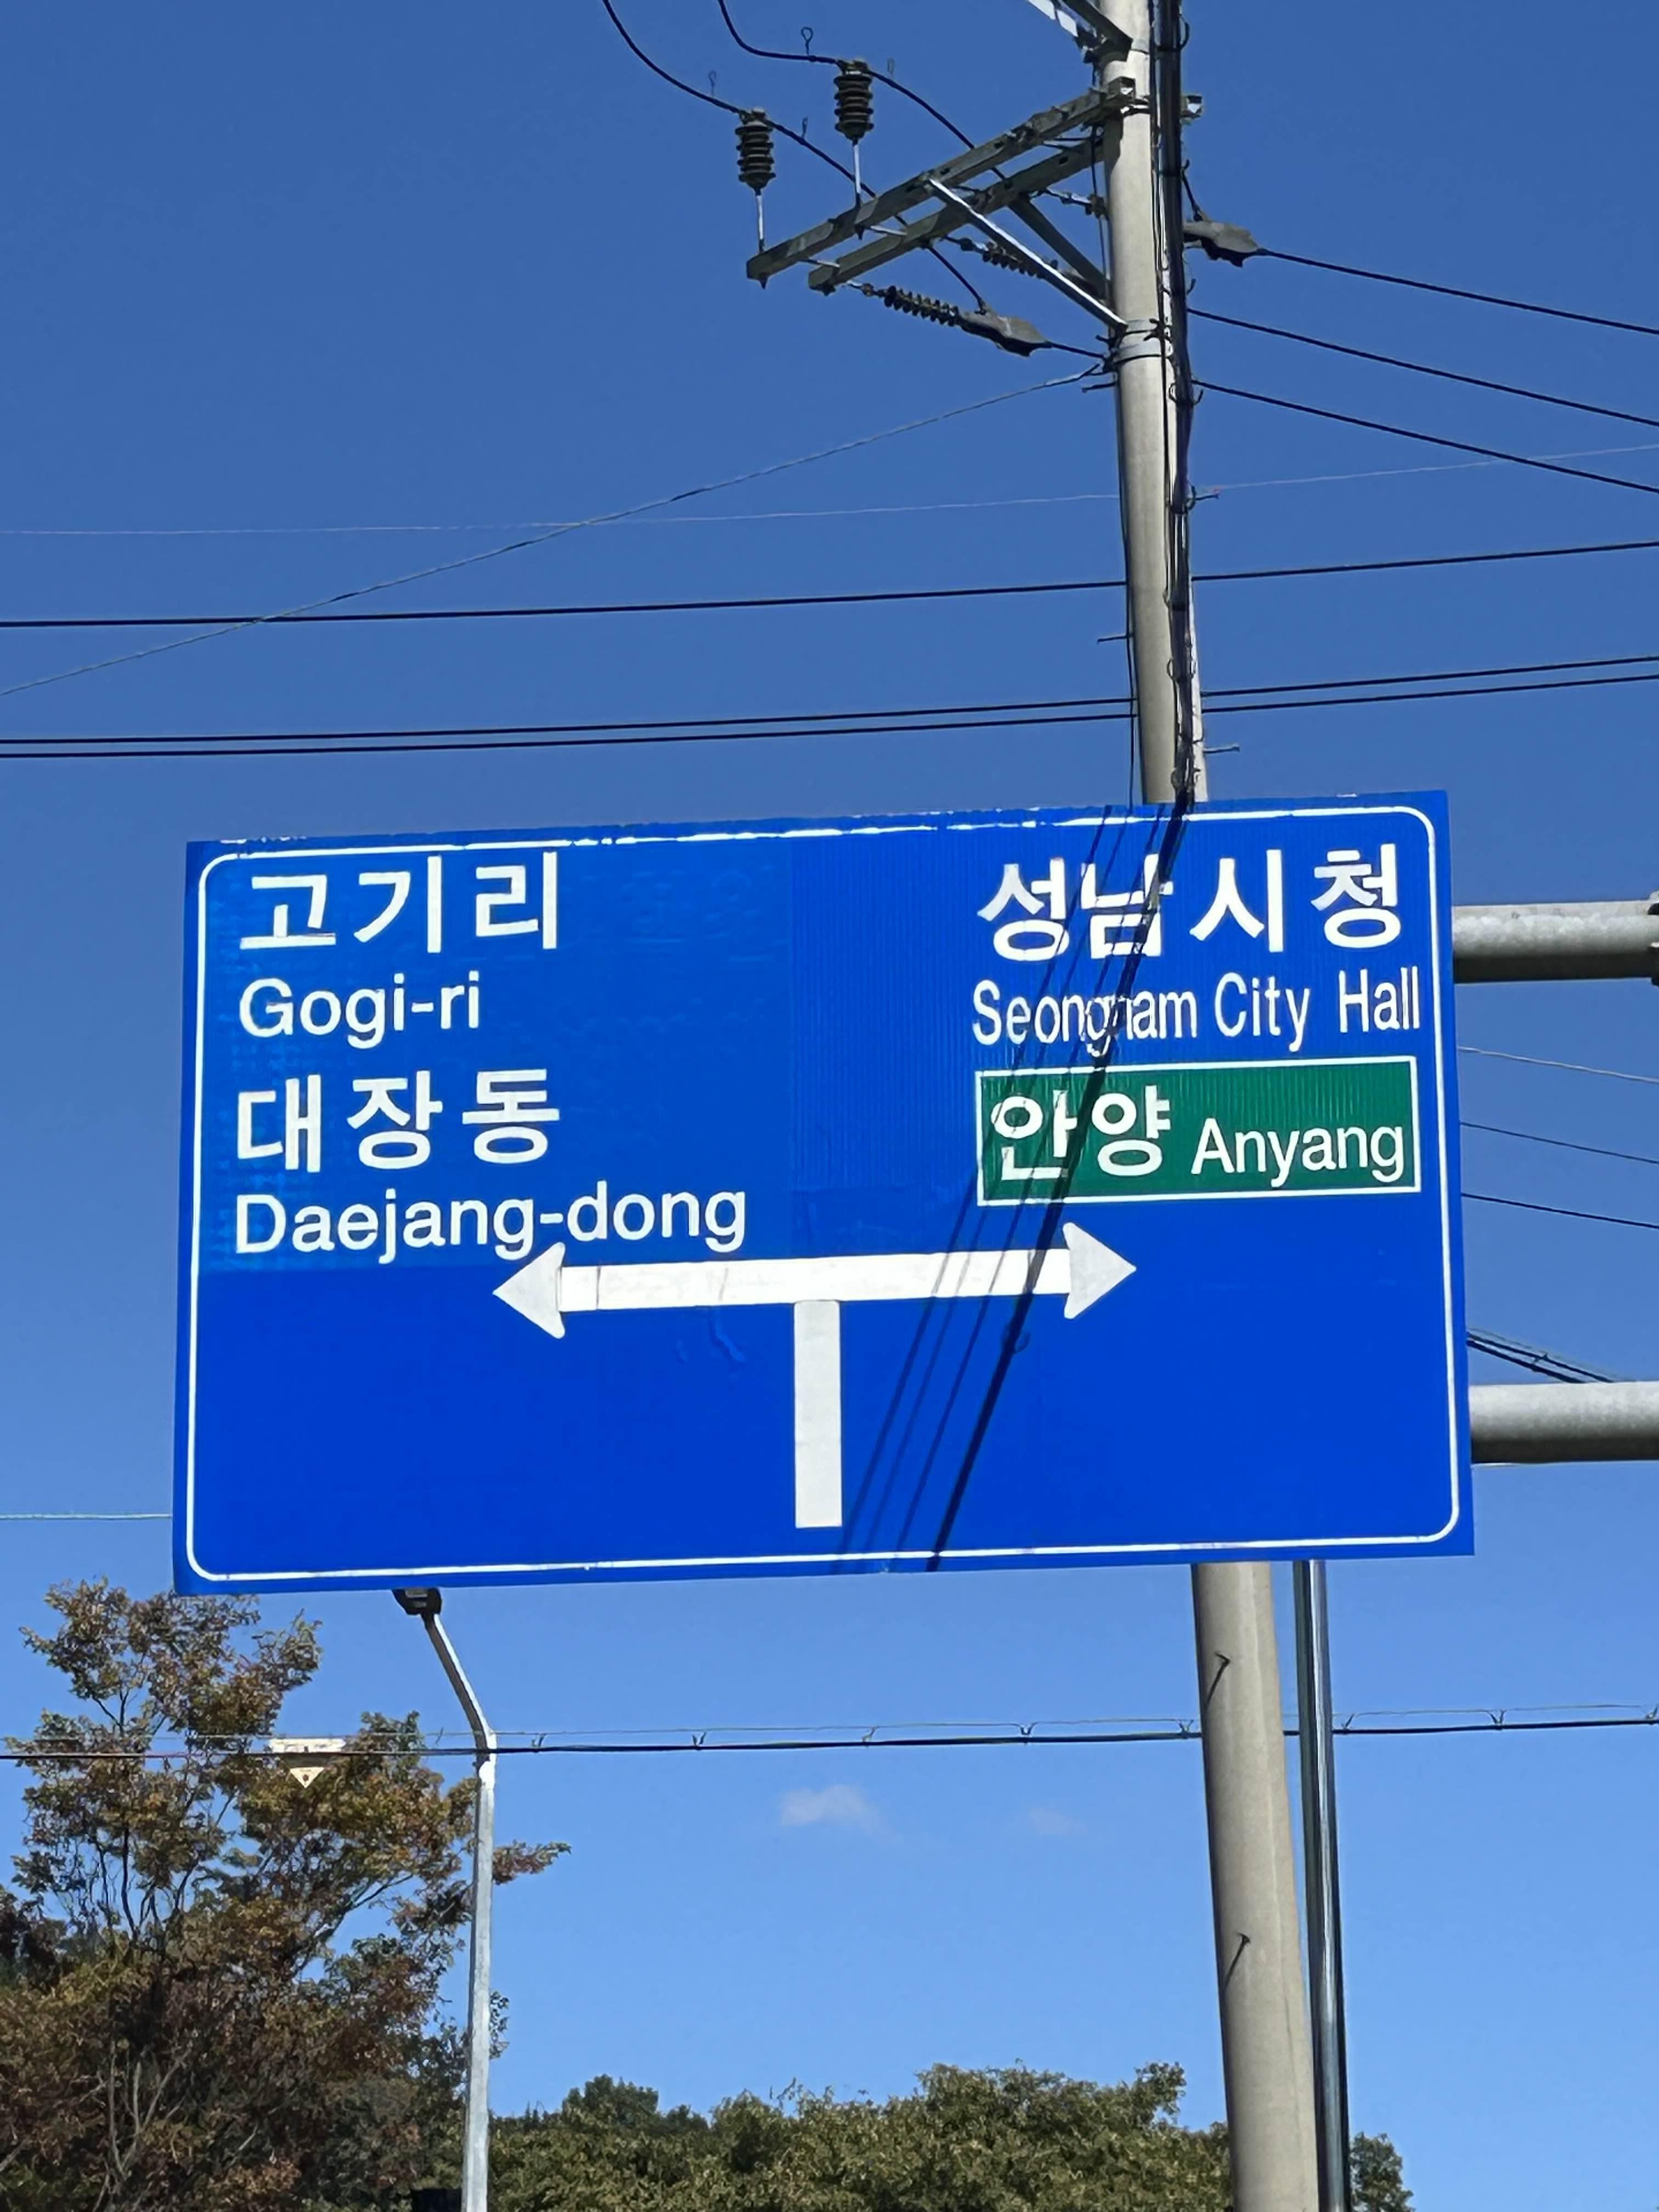 고기리
Gogi-ri
대장동
Daejang-dong
성남시청
Seongnam City Hall
안양 Anyang